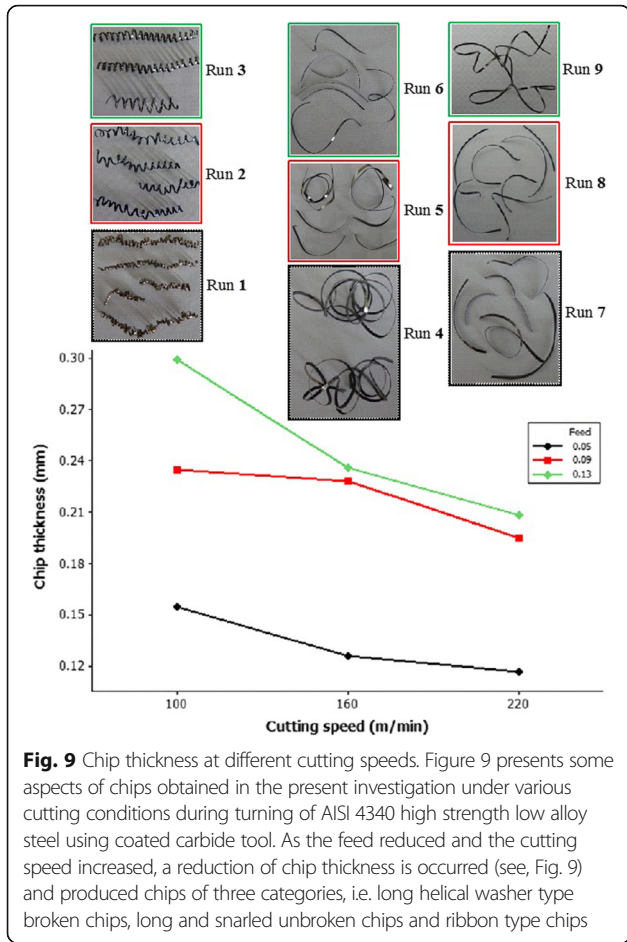 Run 3
Run 6
Run 9
Run 2
Run 5
Run 8
Run 1
Run 4
Run 7
0.30
0.27
0.24
0.21
0.18
0.15
0.12
Chip thickness (mm)
Feed
0.05
0.09
0.13
100
160
220
Cutting speed (m/min)
Fig. 9 Chip thickness at different cutting speeds. Figure 9 presents some
aspects of chips obtained in the present investigation under various
cutting conditions during turning of AISI 4340 high strength low alloy
steel using coated carbide tool. As the feed reduced and the cutting
speed increased, a reduction of chip thickness is occurred (see, Fig. 9)
and produced chips of three categories, i.e. long helical washer type
broken chips, long and snarled unbroken chips and ribbon type chips